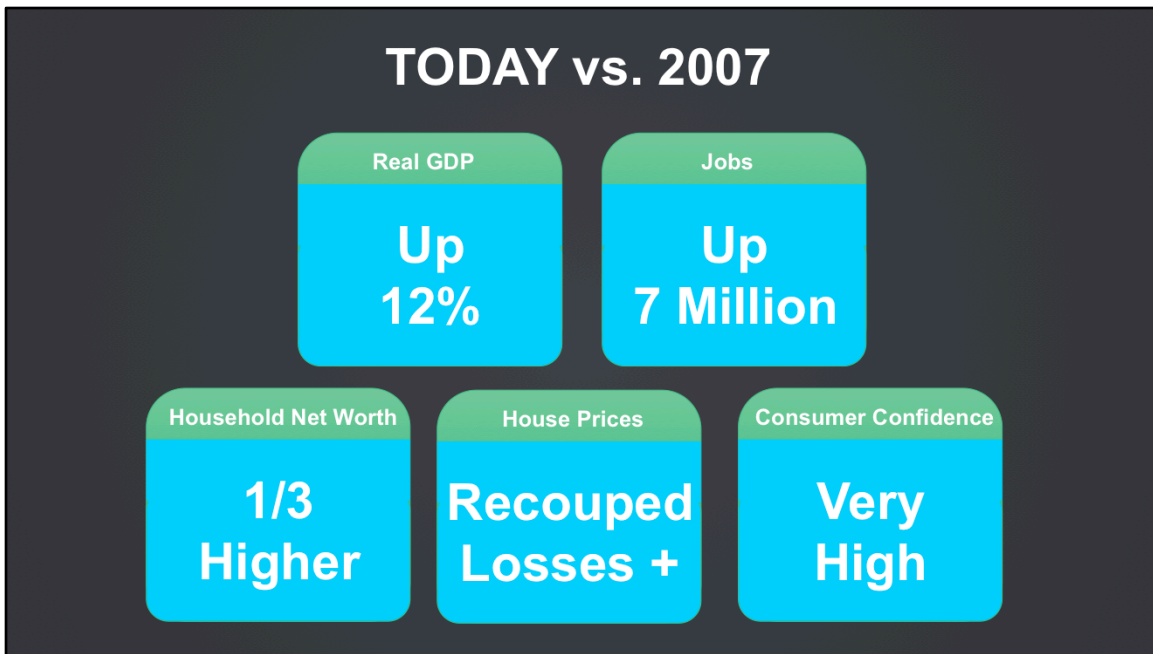 TODAY vs. 2007
Real GDP
Up
12%
Jobs
Up
7 Million
Household Net Worth
1/3
Higher
House Prices
Recouped
Losses +
Consumer Confidence
Very
High